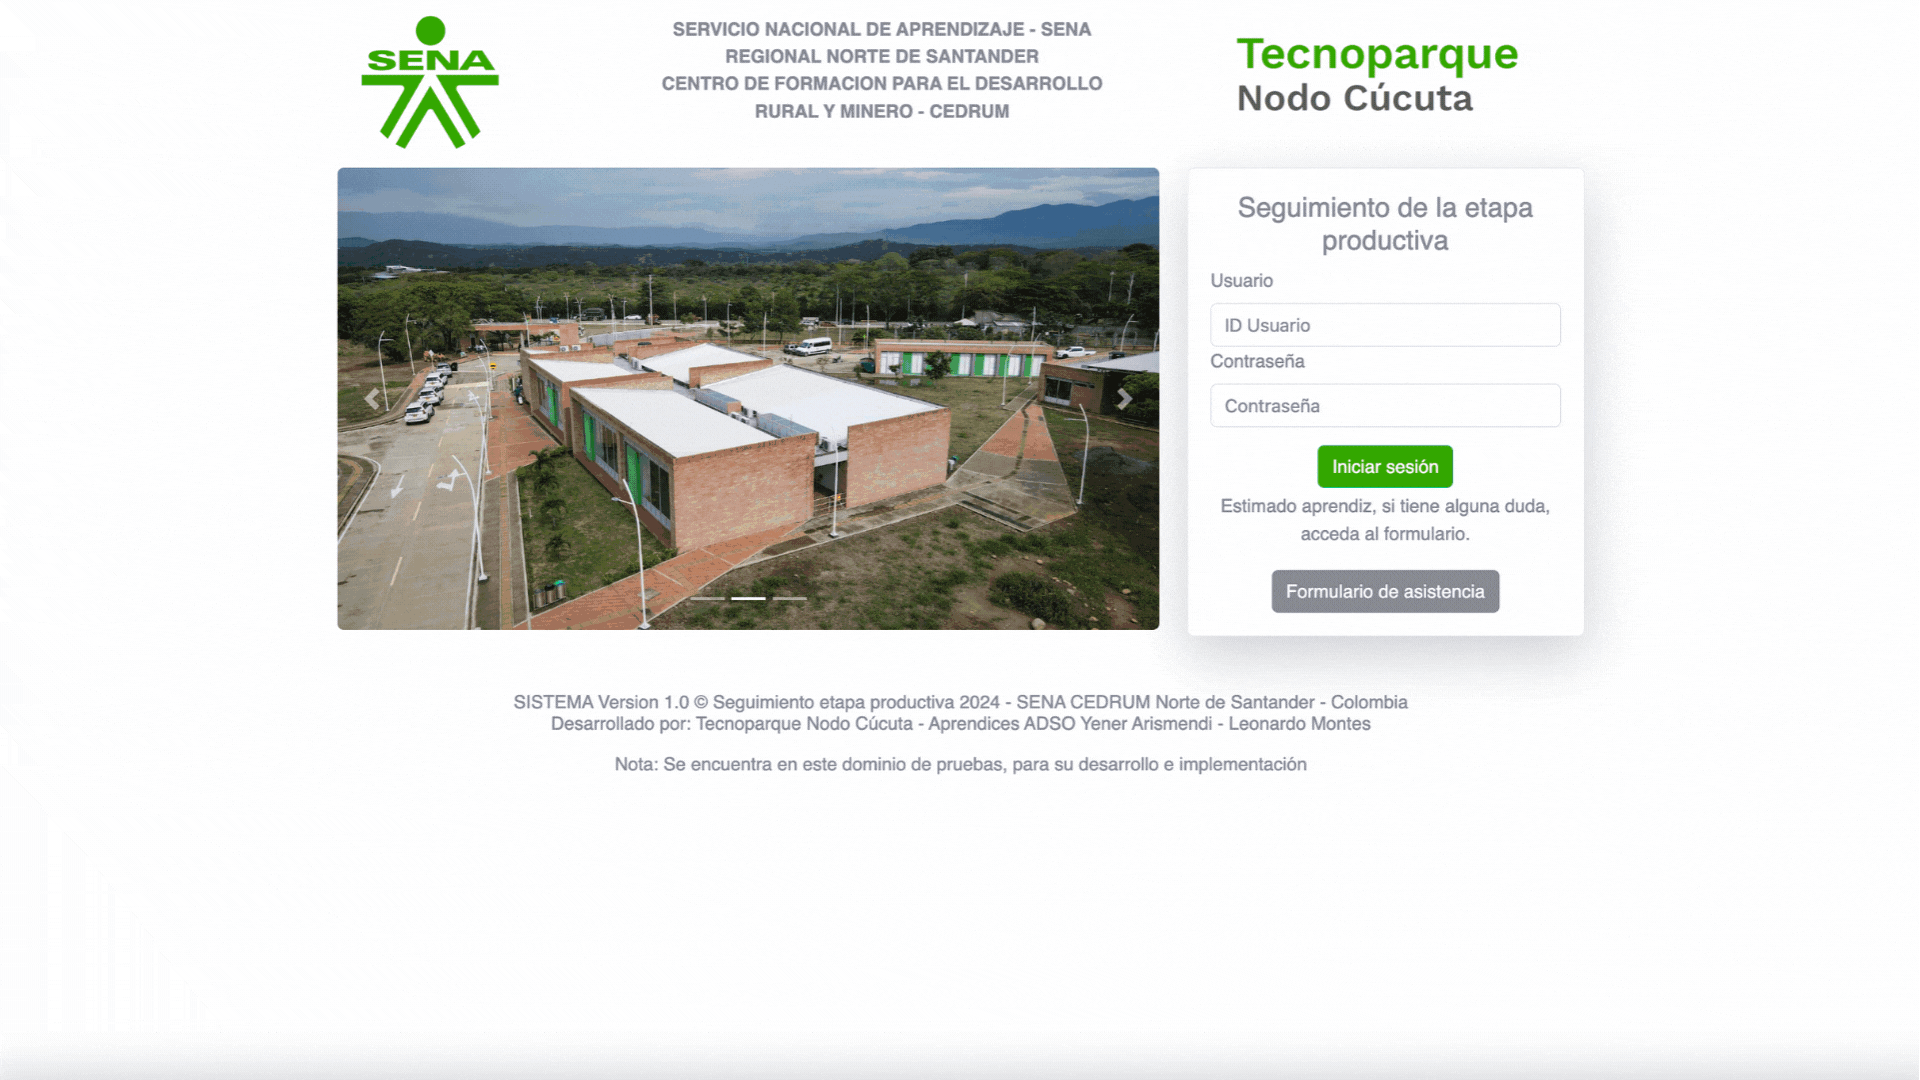 SENA
SERVICIO NACIONAL DE APRENDIZAJE - SENA
REGIONAL NORTE DE SANTANDER
CENTRO DE FORMACION PARA EL DESARROLLO
RURAL Y MINERO - CEDRUM
Tecnoparque
Nodo Cúcuta
Seguimiento de la etapa
productiva
Usuario
ID Usuario
Contraseña
Contraseña
Iniciar sesión
Estimado aprendiz, si tiene alguna duda,
acceda al formulario.
Formulario de asistencia
SISTEMA Version 1.0 © Seguimiento etapa productiva 2024 - SENA CEDRUM Norte de Santander - Colombia
Desarrollado por: Tecnoparque Nodo Cúcuta - Aprendices ADSO Yener Arismendi - Leonardo Montes
Nota: Se encuentra en este dominio de pruebas, para su desarrollo e implementación